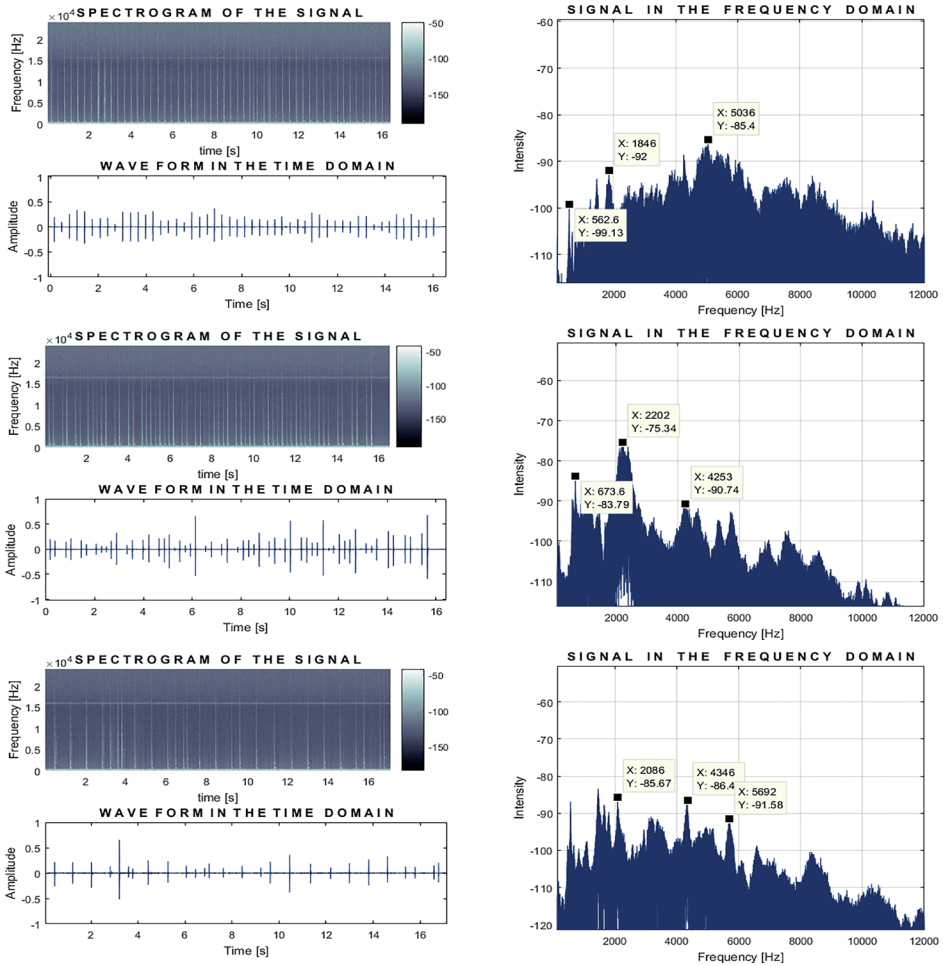 ×10⁴ SPECTROGRAM OF THE SIGNAL
Frequency [Hz]
2
1.5
1
0.5
0
2 4 6 8 10 12 14 16
time [s]
-50
-100
-150
WAVE FORM IN THE TIME DOMAIN
Amplitude
1
0.5
0
-0.5
-1
0 2 4 6 8 10 12 14 16
Time [s]
SIGNAL IN THE FREQUENCY DOMAIN
Intensity
-60
-70
-80
-90
-100
-110
X: 5036
Y: -85.4
X: 1846
Y: -92
X: 562.6
Y: -99.13
2000 4000 6000 8000 10000 12000
Frequency [Hz]
×10⁴ SPECTROGRAM OF THE SIGNAL
Frequency [Hz]
2
1.5
1
0.5
0
2 4 6 8 10 12 14 16
time [s]
-50
-100
-150
WAVE FORM IN THE TIME DOMAIN
Amplitude
1
0.5
0
-0.5
-1
0 2 4 6 8 10 12 14 16
Time [s]
SIGNAL IN THE FREQUENCY DOMAIN
Intensity
-60
-70
-80
-90
-100
-110
X: 2202
Y: -75.34
X: 4253
Y: -90.74
X: 673.6
Y: -83.79
2000 4000 6000 8000 10000 12000
Frequency [Hz]
×10⁴ SPECTROGRAM OF THE SIGNAL
Frequency [Hz]
2
1.5
1
0.5
0
2 4 6 8 10 12 14 16
time [s]
-50
-100
-150
WAVE FORM IN THE TIME DOMAIN
Amplitude
1
0.5
0
-0.5
-1
2 4 6 8 10 12 14 16
Time [s]
SIGNAL IN THE FREQUENCY DOMAIN
Intensity
-60
-70
-80
-90
-100
-110
-120
X: 2086
Y: -85.67
X: 4346
Y: -86.4
X: 5692
Y: -91.58
2000 4000 6000 8000 10000 12000
Frequency [Hz]